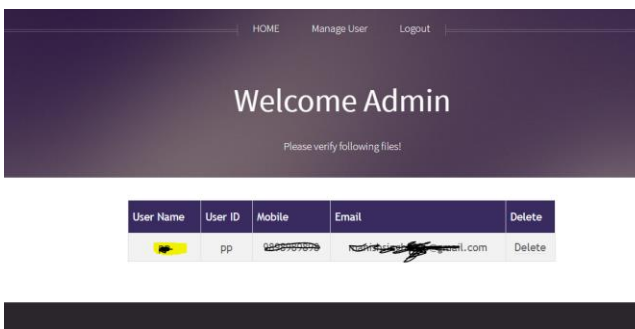 HOME Manage User Logout
Welcome Admin
Please verify following files!
User Name User ID Mobile Email Delete
pp .com Delete